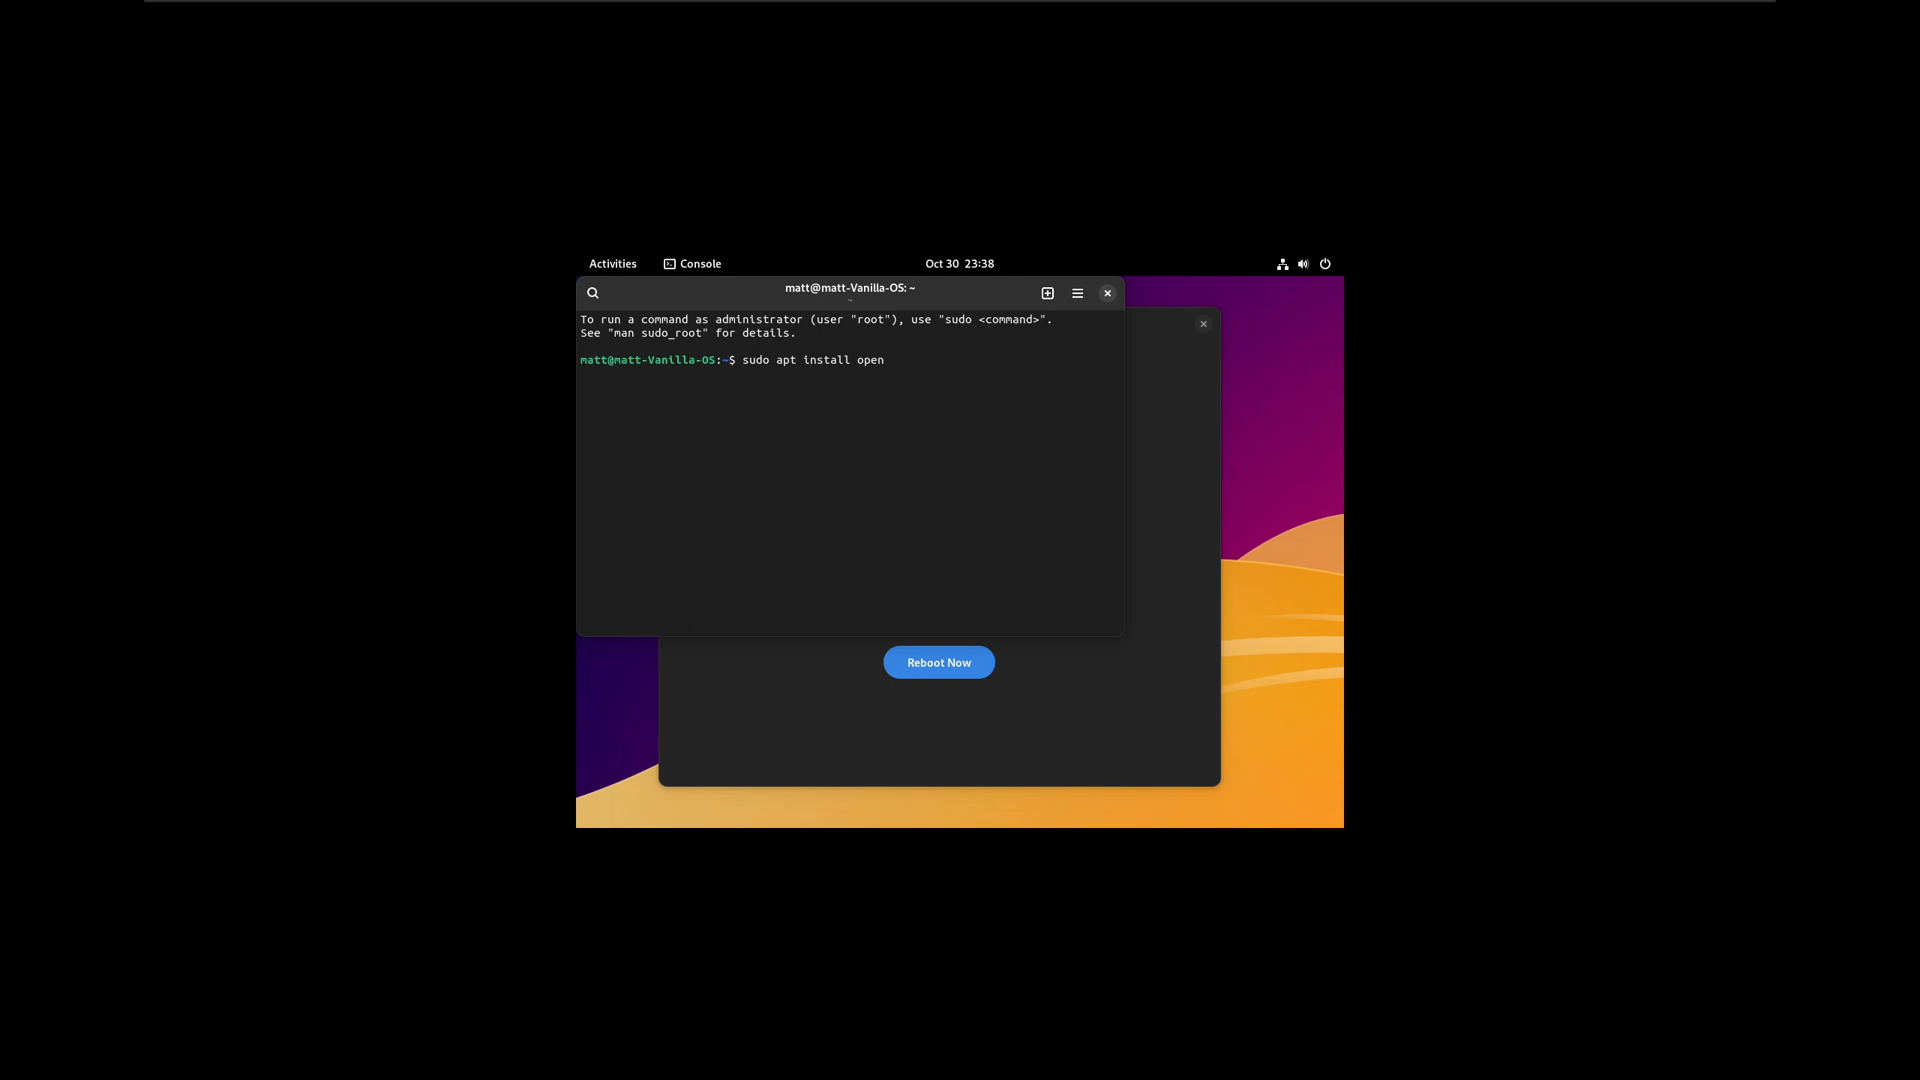 Activities
Console
Oct 30 23:38
matt@matt-Vanilla-OS: ~
~
To run a command as administrator (user "root"), use "sudo <command>".
See "man sudo_root" for details.
matt@matt-Vanilla-OS:~$ sudo apt install open
Reboot Now